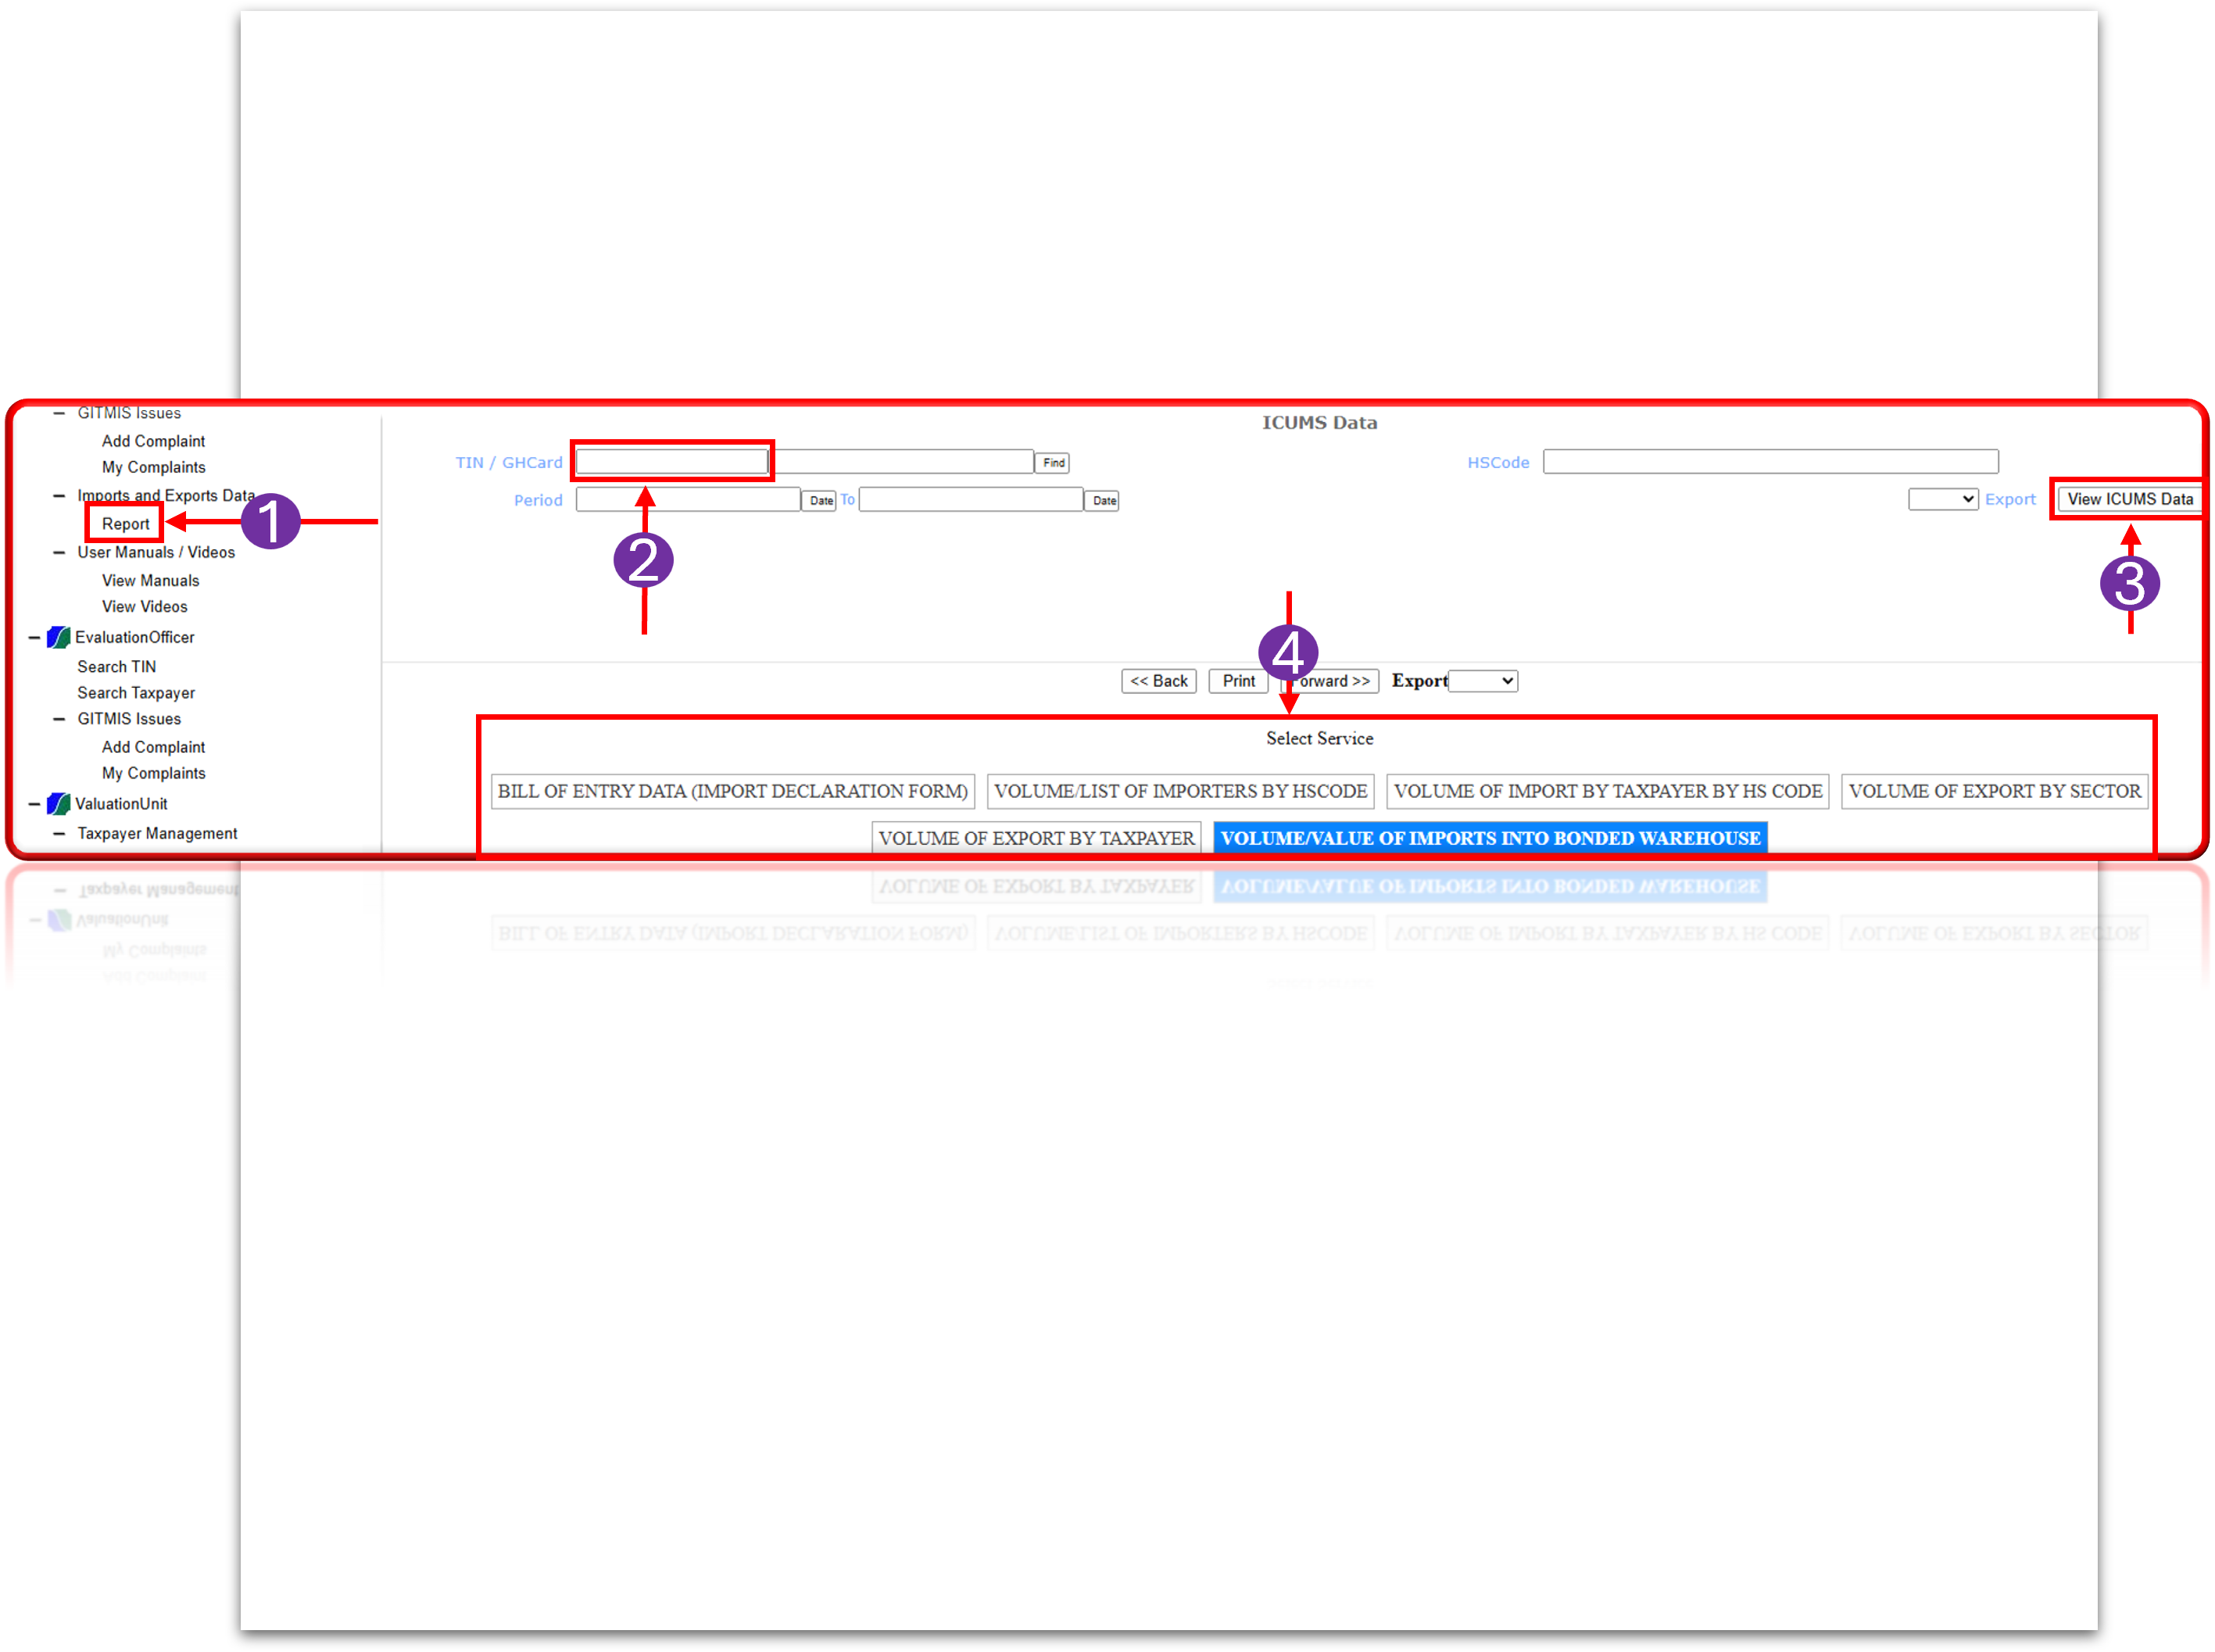 GITMIS Issues
Add Complaint
My Complaints
Imports and Exports Data
Report
User Manuals / Videos
View Manuals
View Videos
EvaluationOfficer
Search TIN
Search Taxpayer
GITMIS Issues
Add Complaint
My Complaints
ValuationUnit
Taxpayer Management
1
ICUMS Data
TIN / GHCard Find HSCode
Period Date To Date Export View ICUMS Data
2
3
4
<< Back Print Forward >> Export
Select Service
BILL OF ENTRY DATA (IMPORT DECLARATION FORM) VOLUME/LIST OF IMPORTERS BY HSCODE VOLUME OF IMPORT BY TAXPAYER BY HS CODE VOLUME OF EXPORT BY SECTOR
VOLUME OF EXPORT BY TAXPAYER VOLUME/VALUE OF IMPORTS INTO BONDED WAREHOUSE